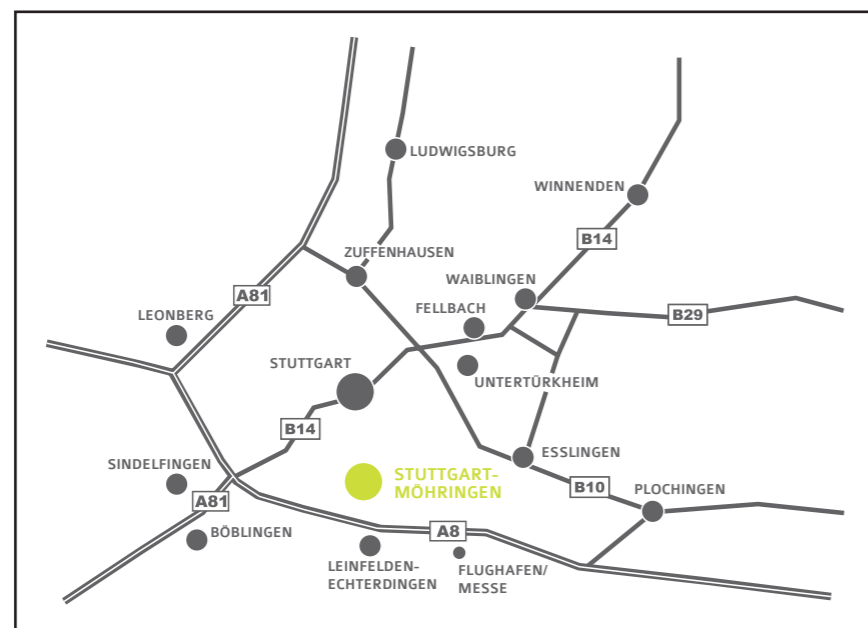 LUDWIGSBURG
WINNENDEN
B14
ZUFFENHAUSEN
WAIBLINGEN
A81
FELLBACH
LEONBERG
B29
STUTTGART
UNTERTÜRKHEIM
B14
ESSLINGEN
SINDELFINGEN
STUTTGART-
MÖHRINGEN
B10
PLOCHINGEN
A81
BÖBLINGEN
A8
LEINFELDEN-
ECHTERDINGEN
FLUGHAFEN/
MESSE